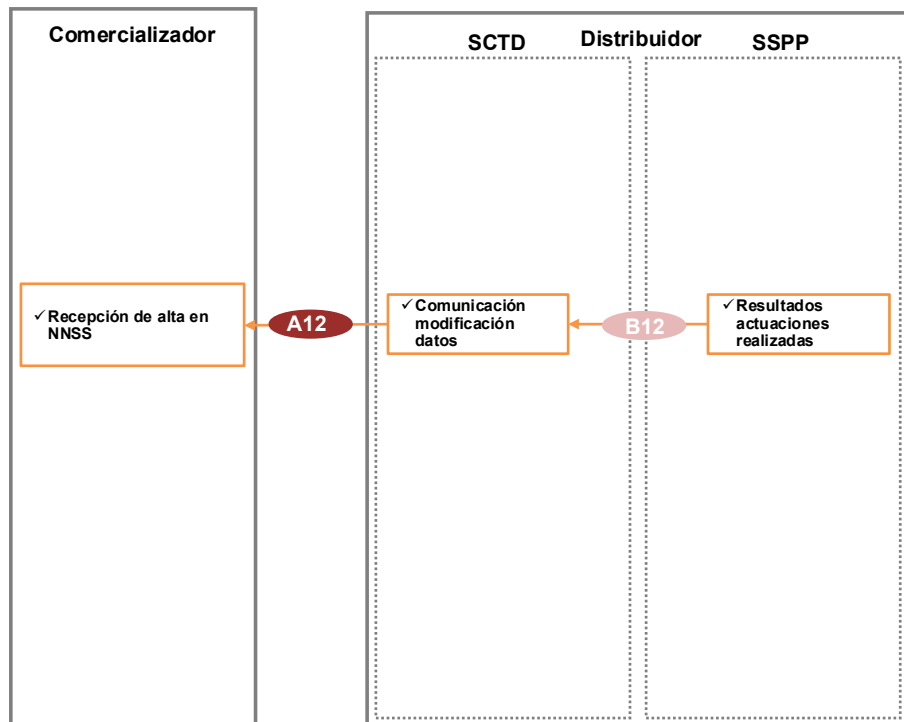 Comercializador
SCTD
Distribuidor
SSPP
✓ Recepción de alta en
NNSS
A12
✓ Comunicación
modificación
datos
B12
✓ Resultados
actuaciones
realizadas